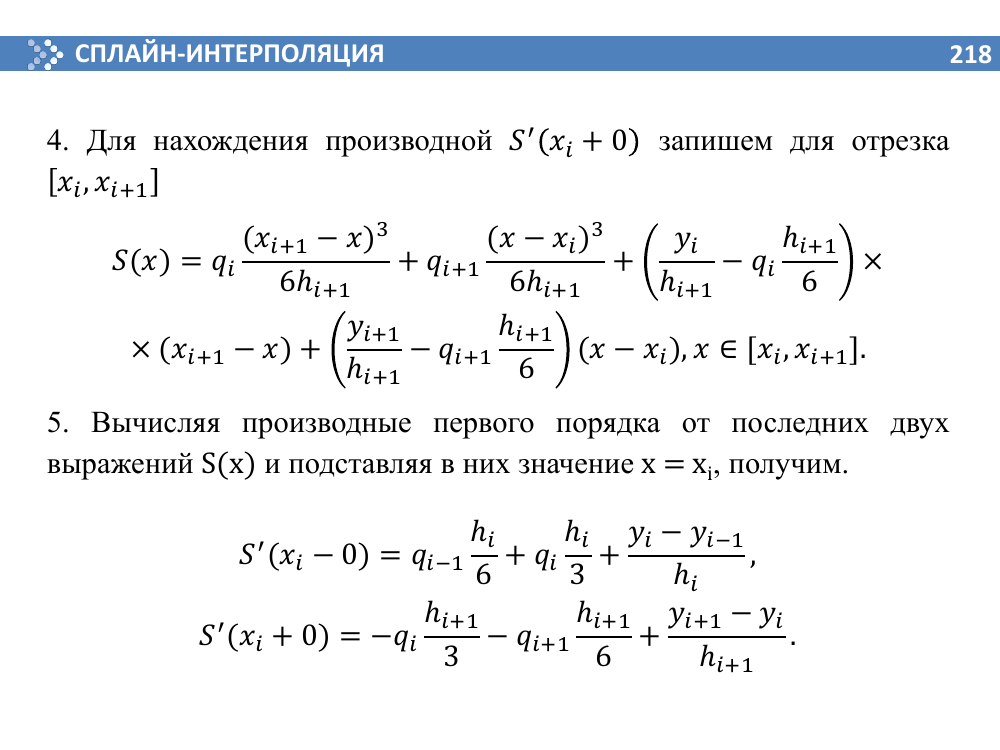 СПЛАЙН-ИНТЕРПОЛЯЦИЯ 218
4. Для нахождения производной $S'(x_i + 0)$ запишем для отрезка
$[x_i, x_{i+1}]$
$S(x) = q_i \frac{(x_{i+1} - x)^3}{6h_{i+1}} + q_{i+1} \frac{(x - x_i)^3}{6h_{i+1}} + \left( \frac{y_i}{h_{i+1}} - q_i \frac{h_{i+1}}{6} \right) \times$
$\times (x_{i+1} - x) + \left( \frac{y_{i+1}}{h_{i+1}} - q_{i+1} \frac{h_{i+1}}{6} \right) (x - x_i), x \in [x_i, x_{i+1}].$
5. Вычисляя производные первого порядка от последних двух
выражений S(x) и подставляя в них значение $x = x_i$, получим.
$S'(x_i - 0) = q_{i-1} \frac{h_i}{6} + q_i \frac{h_i}{3} + \frac{y_i - y_{i-1}}{h_i},$
$S'(x_i + 0) = -q_i \frac{h_{i+1}}{3} - q_{i+1} \frac{h_{i+1}}{6} + \frac{y_{i+1} - y_i}{h_{i+1}}.$